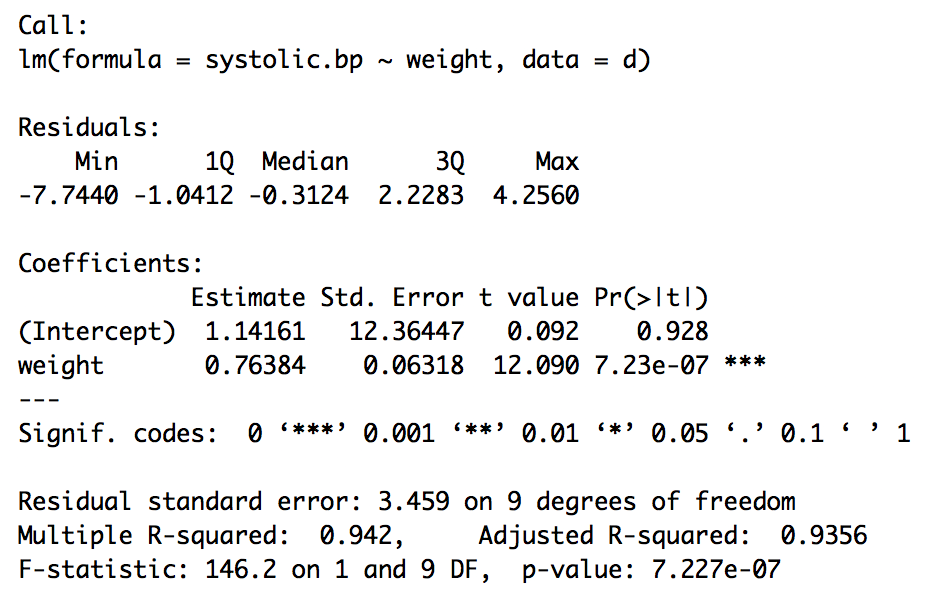 Call:
lm(formula = systolic.bp ~ weight, data = d)
Residuals:
    Min      1Q  Median      3Q     Max
-7.7440 -1.0412 -0.3124  2.2283  4.2560
Coefficients:
            Estimate Std. Error t value Pr(>|t|)
(Intercept)  1.14161   12.36447   0.092    0.928
weight       0.76384    0.06318  12.090 7.23e-07 ***
---
Signif. codes:  0 ‘***’ 0.001 ‘**’ 0.01 ‘*’ 0.05 ‘.’ 0.1 ‘ ’ 1
Residual standard error: 3.459 on 9 degrees of freedom
Multiple R-squared:  0.942,	Adjusted R-squared:  0.9356
F-statistic: 146.2 on 1 and 9 DF,  p-value: 7.227e-07